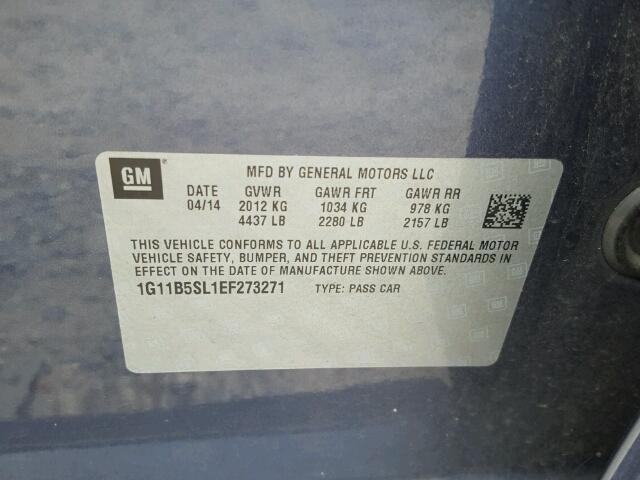 GM ®
MFD BY GENERAL MOTORS LLC
DATE GVWR GAWR FRT GAWR RR
04/14 2012 KG 1034 KG 978 KG
4437 LB 2280 LB 2157 LB
THIS VEHICLE CONFORMS TO ALL APPLICABLE U.S. FEDERAL MOTOR
VEHICLE SAFETY, BUMPER, AND THEFT PREVENTION STANDARDS IN
EFFECT ON THE DATE OF MANUFACTURE SHOWN ABOVE.
1G11B5SL1EF273271 TYPE: PASS CAR